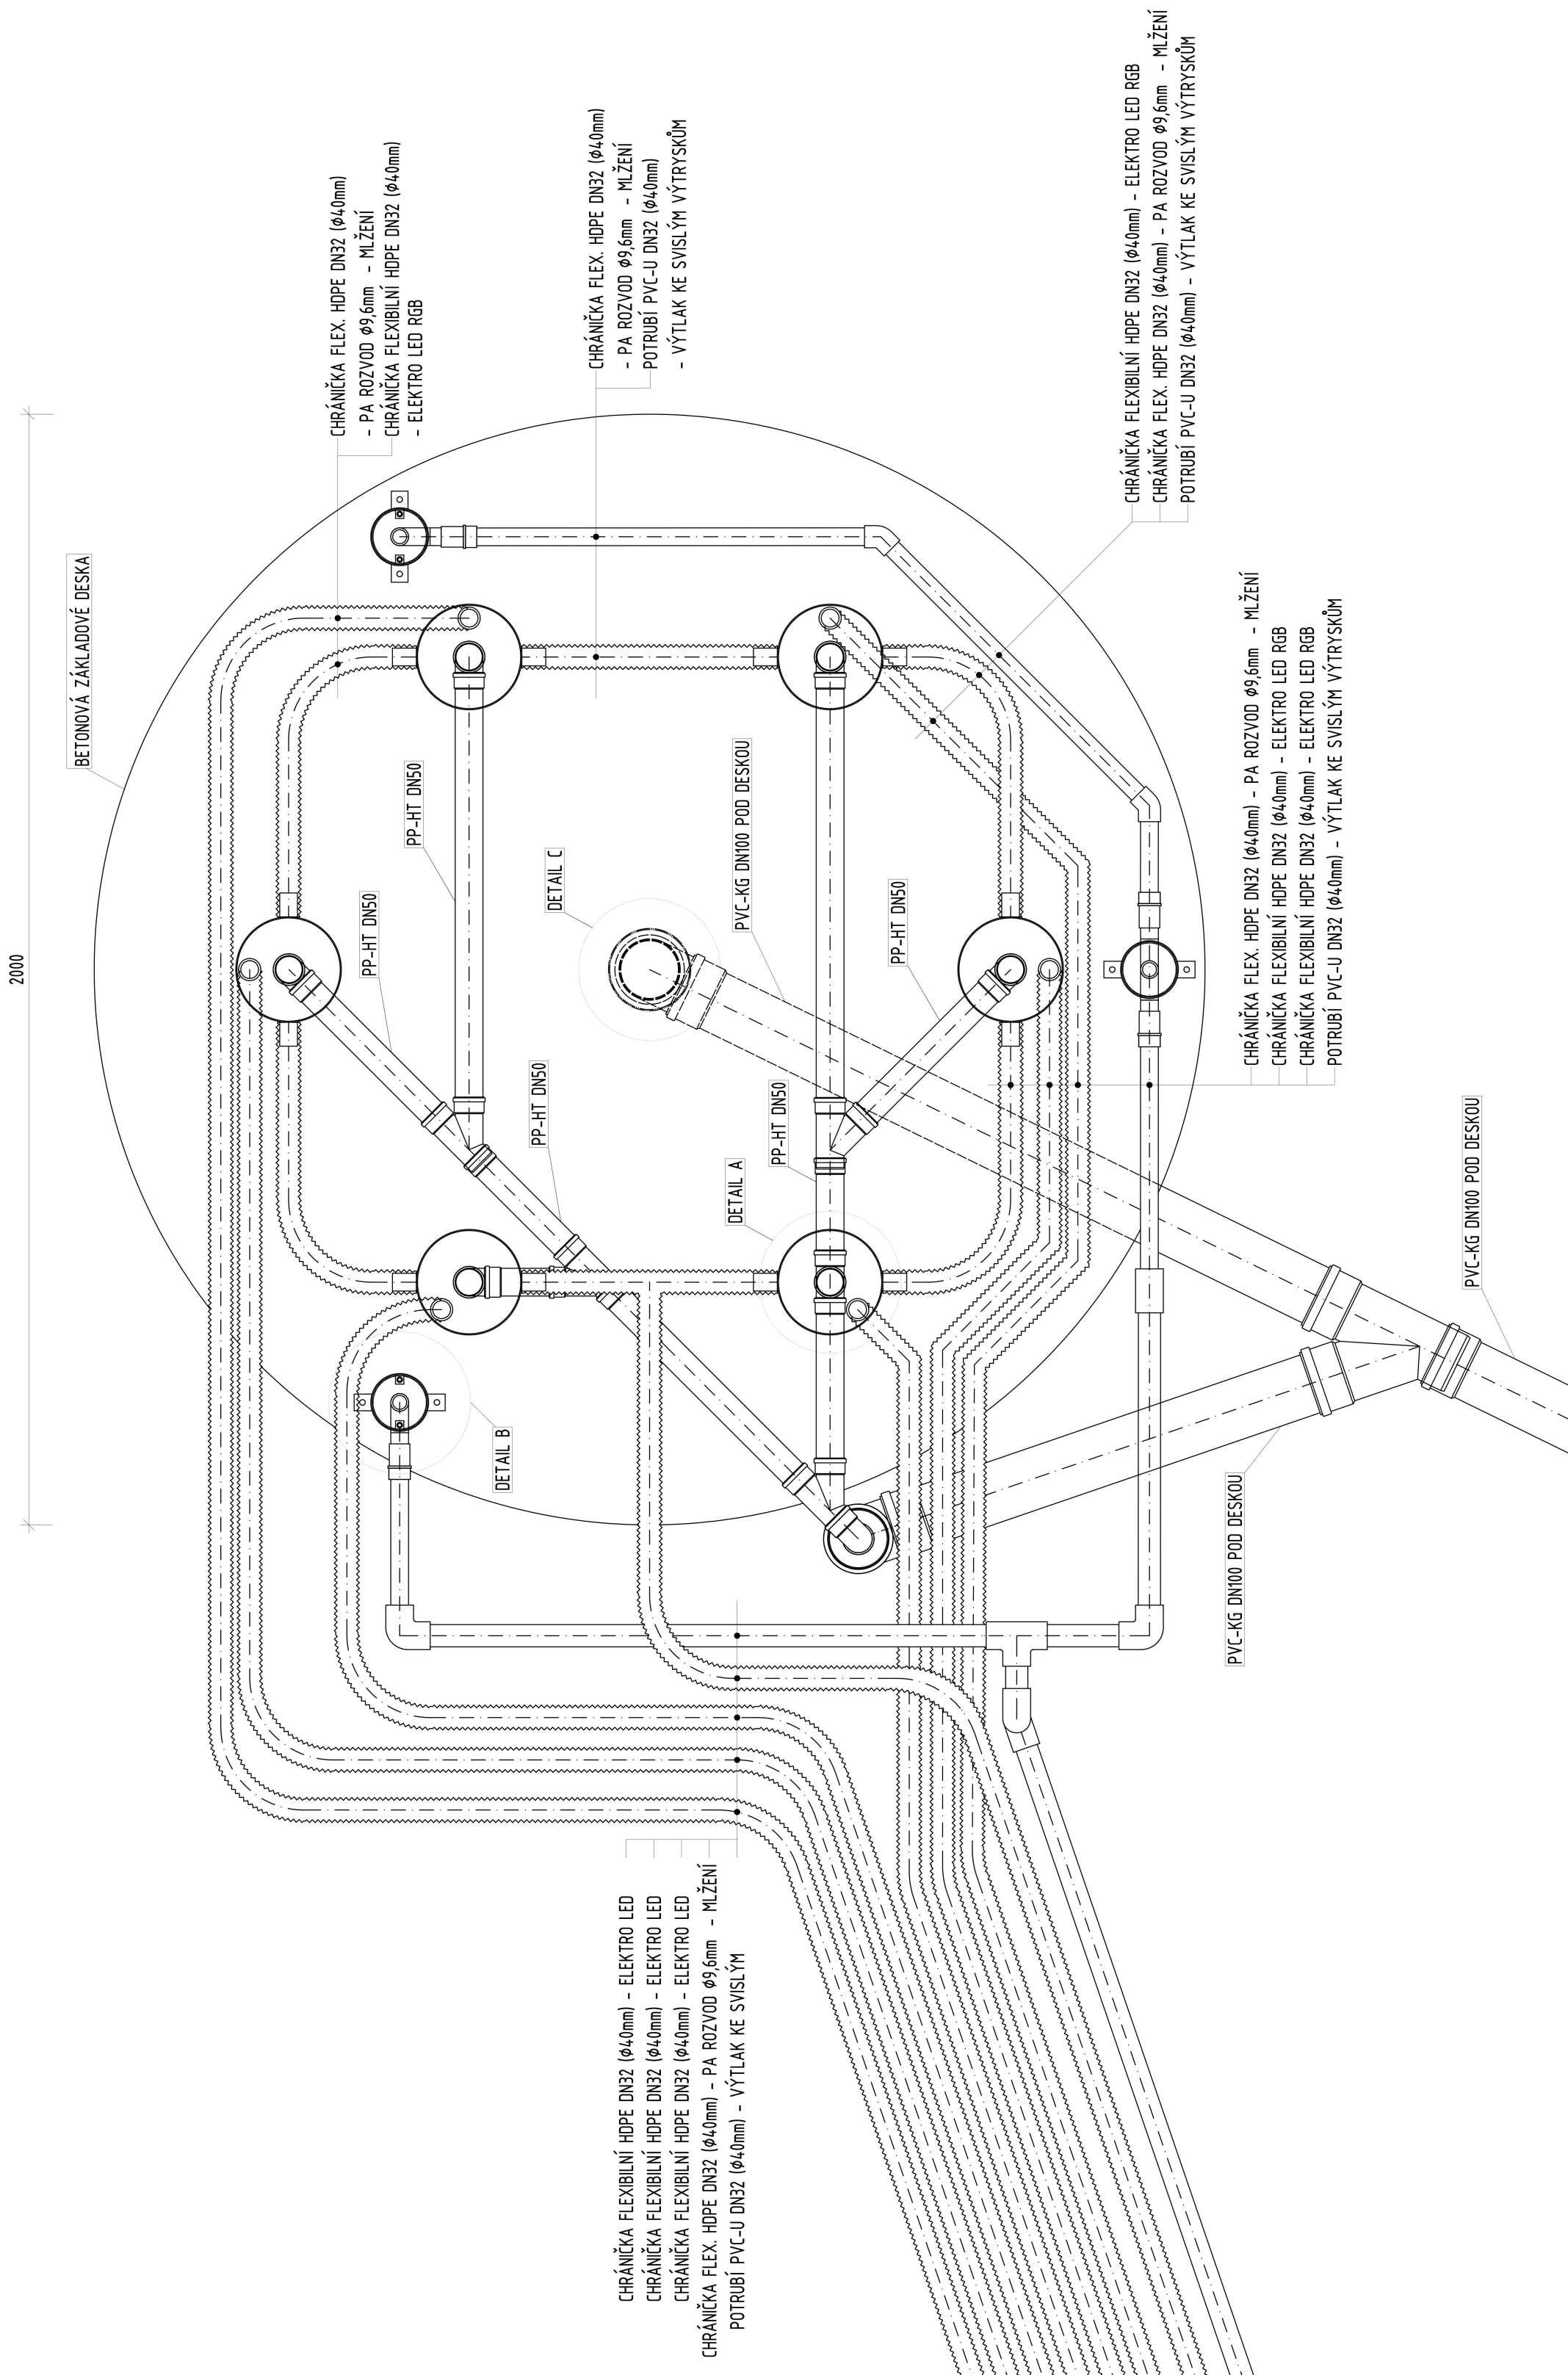 2000
BETONOVÁ ZÁKLADOVÉ DESKA
CHRÁNIČKA FLEX. HDPE DN32 (Ø40mm)
- PA ROZVOD Ø9,6mm - MLŽENÍ
CHRÁNIČKA FLEXIBILNÍ HDPE DN32 (Ø40mm)
- ELEKTRO LED RGB
CHRÁNIČKA FLEX. HDPE DN32 (Ø40mm)
- PA ROZVOD Ø9,6mm - MLŽENÍ
POTRUBÍ PVC-U DN32 (Ø40mm)
- VÝTLAK KE SVISLÝM VÝTRYSKŮM
CHRÁNIČKA FLEXIBILNÍ HDPE DN32 (Ø40mm) - ELEKTRO LED RGB
CHRÁNIČKA FLEX. HDPE DN32 (Ø40mm) - PA ROZVOD Ø9,6mm - MLŽENÍ
POTRUBÍ PVC-U DN32 (Ø40mm) - VÝTLAK KE SVISLÝM VÝTRYSKŮM
PP-HT DN50
PP-HT DN50
PP-HT DN50
DETAIL C
PVC-KG DN100 POD DESKOU
PP-HT DN50
PP-HT DN50
DETAIL A
DETAIL B
CHRÁNIČKA FLEX. HDPE DN32 (Ø40mm) - PA ROZVOD Ø9,6mm - MLŽENÍ
CHRÁNIČKA FLEXIBILNÍ HDPE DN32 (Ø40mm) - ELEKTRO LED RGB
CHRÁNIČKA FLEXIBILNÍ HDPE DN32 (Ø40mm) - ELEKTRO LED RGB
POTRUBÍ PVC-U DN32 (Ø40mm) - VÝTLAK KE SVISLÝM VÝTRYSKŮM
PVC-KG DN100 POD DESKOU
PVC-KG DN100 POD DESKOU
CHRÁNIČKA FLEXIBILNÍ HDPE DN32 (Ø40mm) - ELEKTRO LED
CHRÁNIČKA FLEXIBILNÍ HDPE DN32 (Ø40mm) - ELEKTRO LED
CHRÁNIČKA FLEXIBILNÍ HDPE DN32 (Ø40mm) - ELEKTRO LED
CHRÁNIČKA FLEX. HDPE DN32 (Ø40mm) - PA ROZVOD Ø9,6mm - MLŽENÍ
POTRUBÍ PVC-U DN32 (Ø40mm) - VÝTLAK KE SVISLÝM